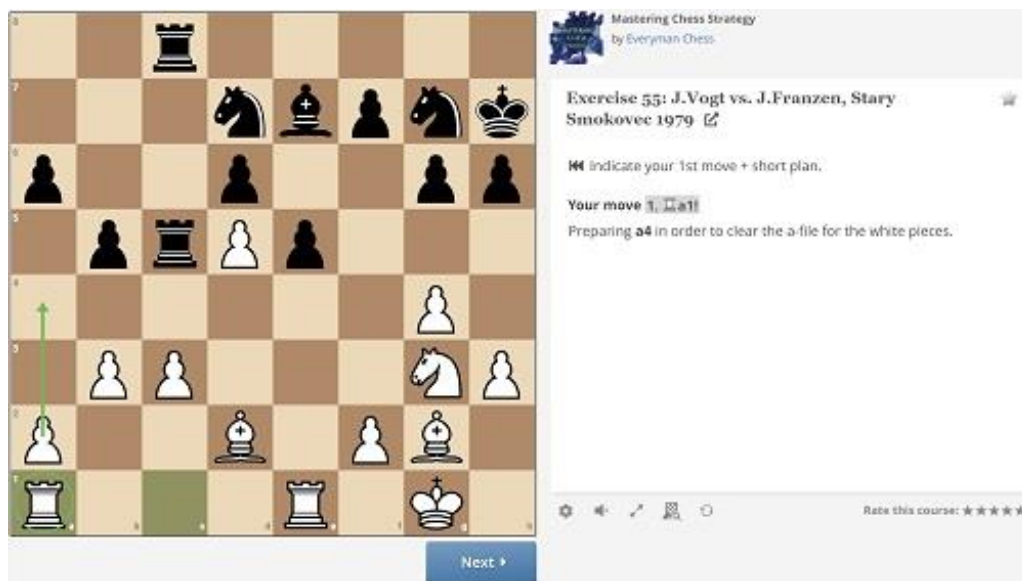 Mastering Chess Strategy
by Everyman Chess
Exercise 55: J.Vogt vs. J.Franzen, Stary
Smokovec 1979
Indicate your 1st move + short plan.
Your move 1. ♖a1!
Preparing a4 in order to clear the a-file for the white pieces.
Rate this course: ★★★★★
Next